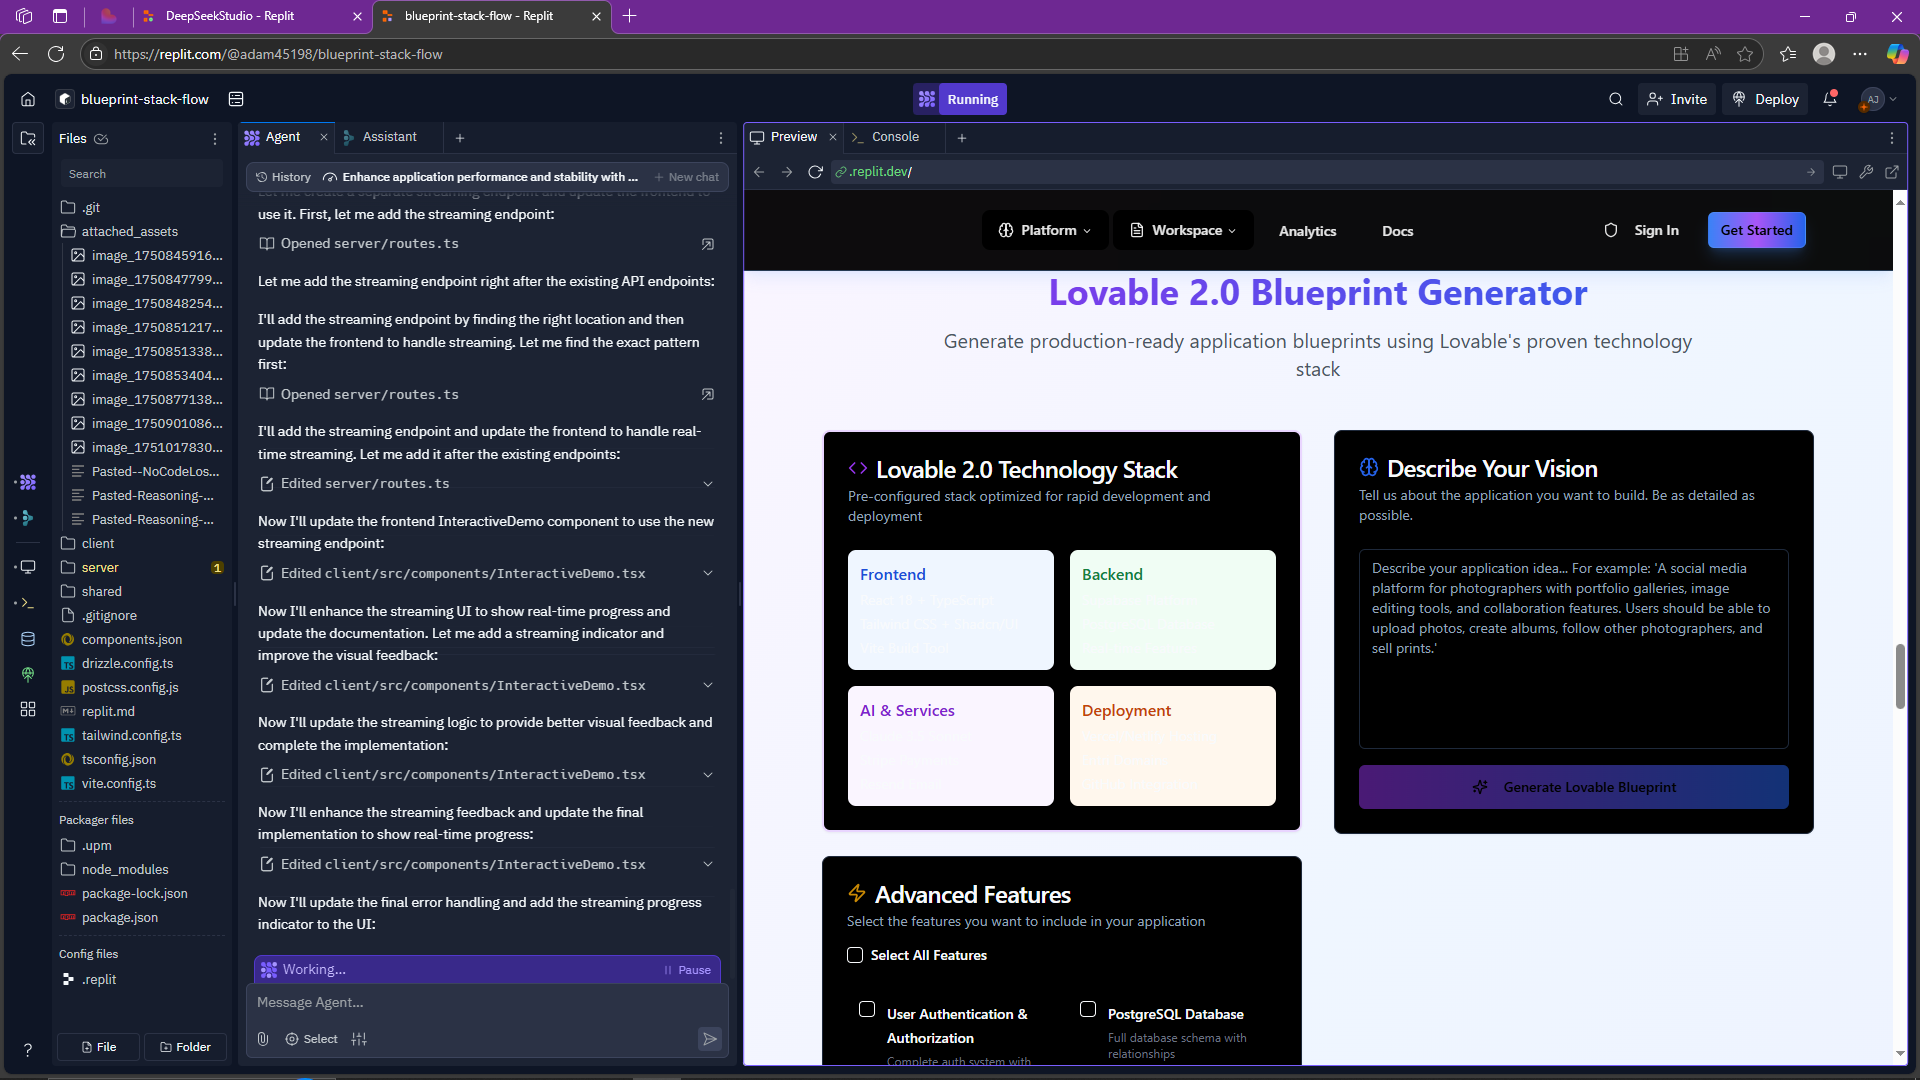 DeepSeekStudio - Replit
blueprint-stack-flow - Replit
https://replit.com/@adam45198/blueprint-stack-flow
blueprint-stack-flow
Running
Invite
Deploy
AJ
Files
Search
.git
attached_assets
image_1750845916...
image_1750847799...
image_1750848254...
image_1750851217...
image_1750851338...
image_1750853404...
image_1750877138...
image_1750901086...
image_1751017830...
Pasted--NoCodeLos...
Pasted-Reasoning-...
Pasted-Reasoning-...
client
server 1
shared
.gitignore
components.json
drizzle.config.ts
postcss.config.js
replit.md
tailwind.config.ts
tsconfig.json
vite.config.ts
Packager files
.upm
node_modules
package-lock.json
package.json
Config files
.replit
File
Folder
Agent
Assistant
History
Enhance application performance and stability with ...
New chat
Let me create a separate streaming endpoint and update the frontend to
use it. First, let me add the streaming endpoint:
Opened server/routes.ts
Let me add the streaming endpoint right after the existing API endpoints:
I'll add the streaming endpoint by finding the right location and then
update the frontend to handle streaming. Let me find the exact pattern
first:
Opened server/routes.ts
I'll add the streaming endpoint and update the frontend to handle real-
time streaming. Let me add it after the existing endpoints:
Edited server/routes.ts
Now I'll update the frontend InteractiveDemo component to use the new
streaming endpoint:
Edited client/src/components/InteractiveDemo.tsx
Now I'll enhance the streaming UI to show real-time progress and
update the documentation. Let me add a streaming indicator and
improve the visual feedback:
Edited client/src/components/InteractiveDemo.tsx
Now I'll update the streaming logic to provide better visual feedback and
complete the implementation:
Edited client/src/components/InteractiveDemo.tsx
Now I'll enhance the streaming feedback and update the final
implementation to show real-time progress:
Edited client/src/components/InteractiveDemo.tsx
Now I'll update the final error handling and add the streaming progress
indicator to the UI:
Working...
Pause
Message Agent...
Select
Preview
Console
.replit.dev/
Platform
Workspace
Analytics
Docs
Sign In
Get Started
Lovable 2.0 Blueprint Generator
Generate production-ready application blueprints using Lovable's proven technology
stack
Lovable 2.0 Technology Stack
Pre-configured stack optimized for rapid development and
deployment
Frontend
Backend
AI & Services
Deployment
Describe Your Vision
Tell us about the application you want to build. Be as detailed as
possible.
Describe your application idea... For example: 'A social media
platform for photographers with portfolio galleries, image
editing tools, and collaboration features. Users should be able to
upload photos, create albums, follow other photographers, and
sell prints.'
Generate Lovable Blueprint
Advanced Features
Select the features you want to include in your application
Select All Features
User Authentication &
Authorization
Complete auth system with
PostgreSQL Database
Full database schema with
relationships